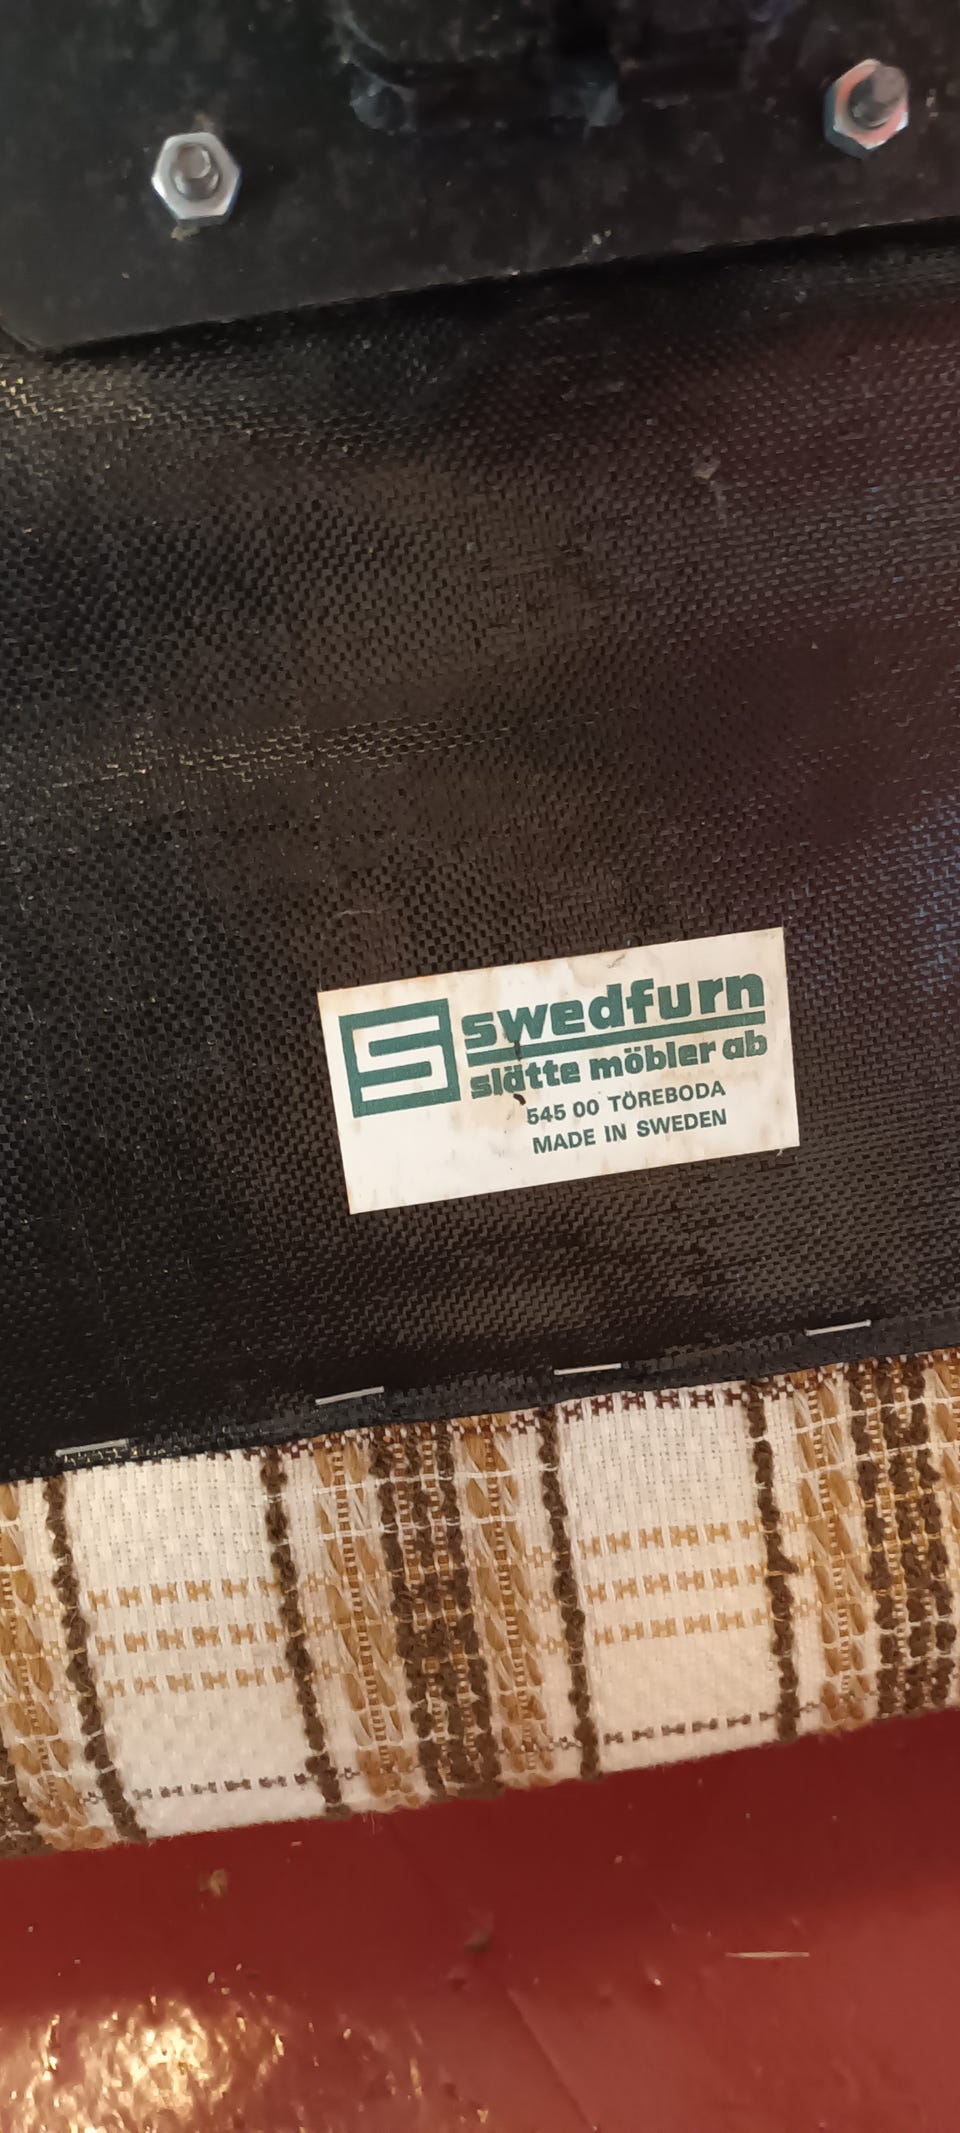 swedfurn
slätte möbler ab
545 00 TÖREBODA
MADE IN SWEDEN